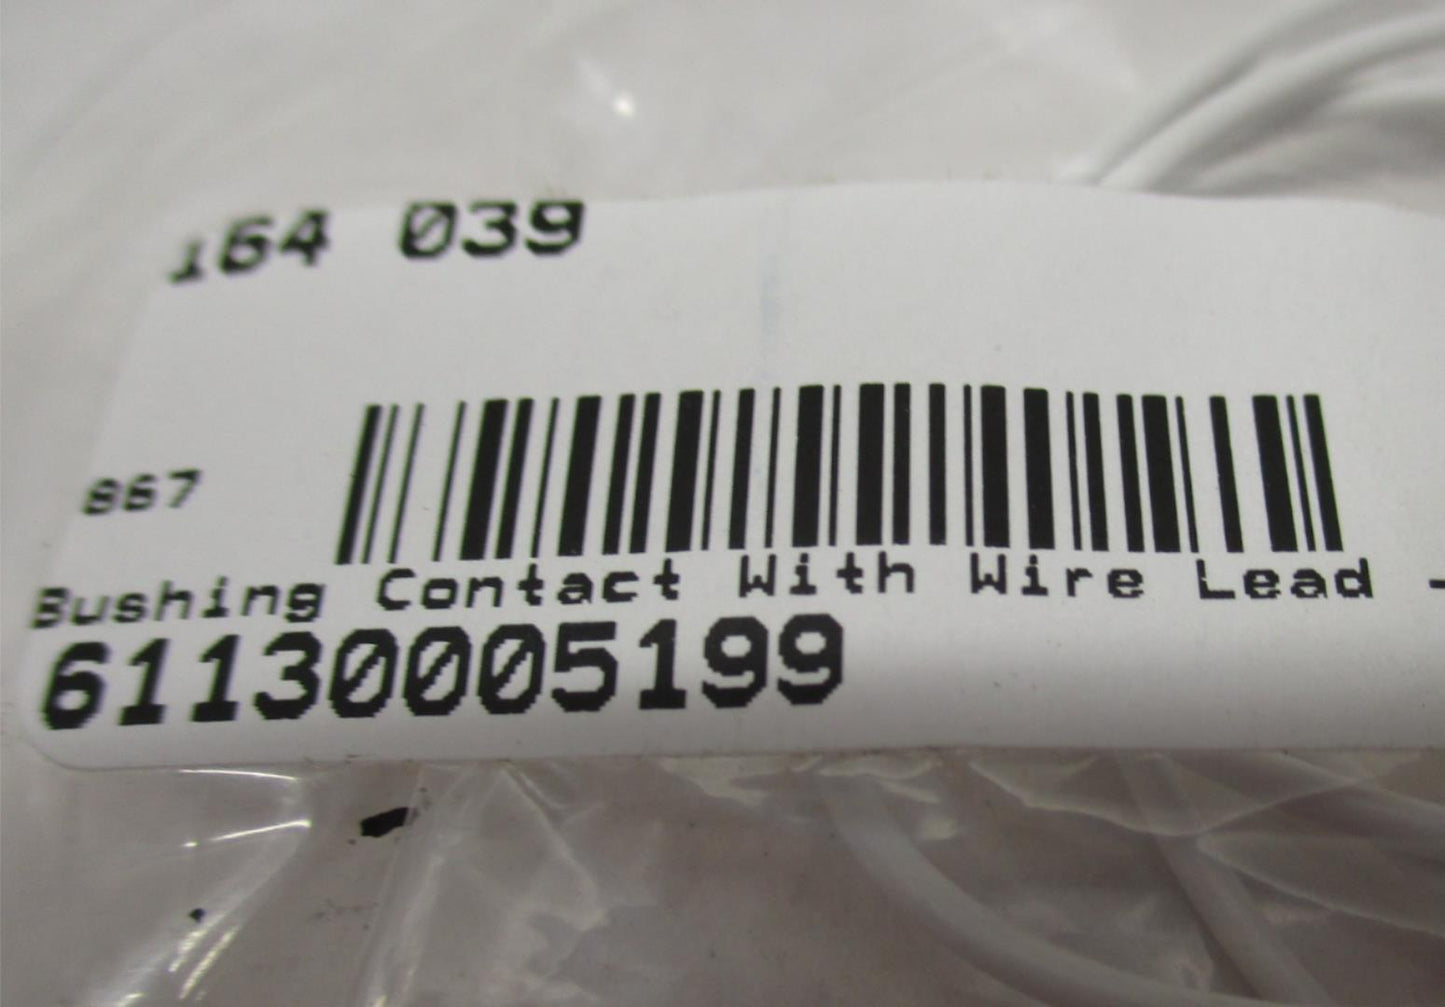 164 039
867
Bushing Contact With Wire Lead -
61130005199